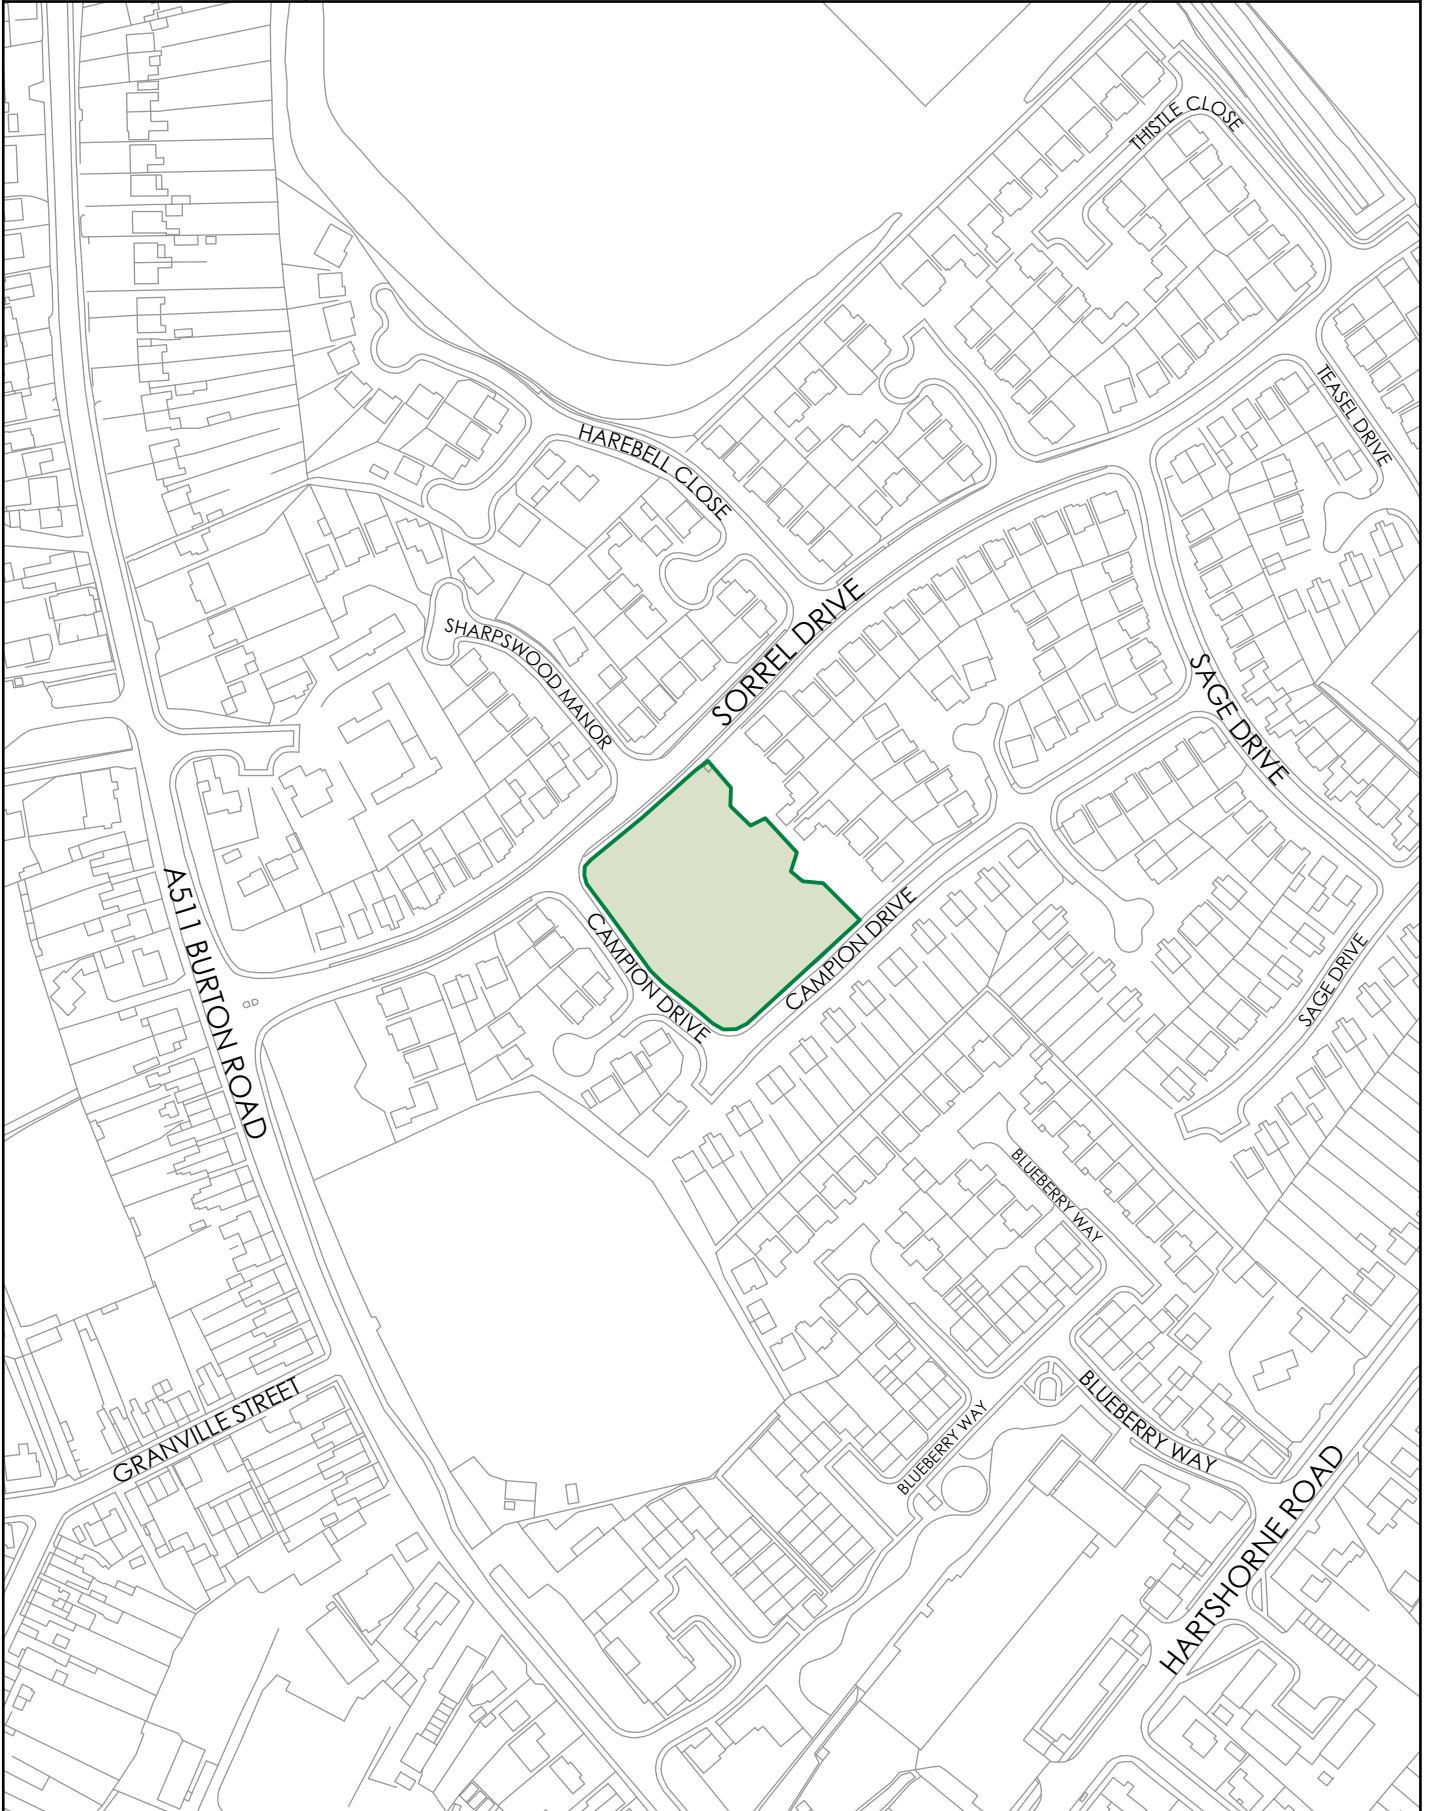 THISTLE CLOSE
TEASEL DRIVE
HAREBELL CLOSE
SORREL DRIVE
SHARPSWOOD MANOR
SAGE DRIVE
A511 BURTON ROAD
CAMPION DRIVE
CAMPION DRIVE
SAGE DRIVE
BLUEBERRY WAY
GRANVILLE STREET
BLUEBERRY WAY
BLUEBERRY WAY
HARTSHORNE ROAD